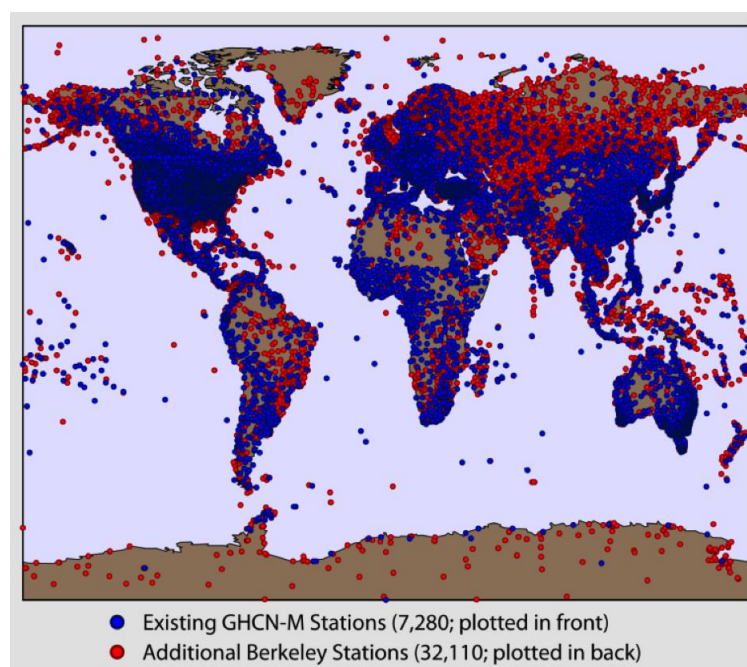 Existing GHCN-M Stations (7,280; plotted in front)
Additional Berkeley Stations (32,110; plotted in back)